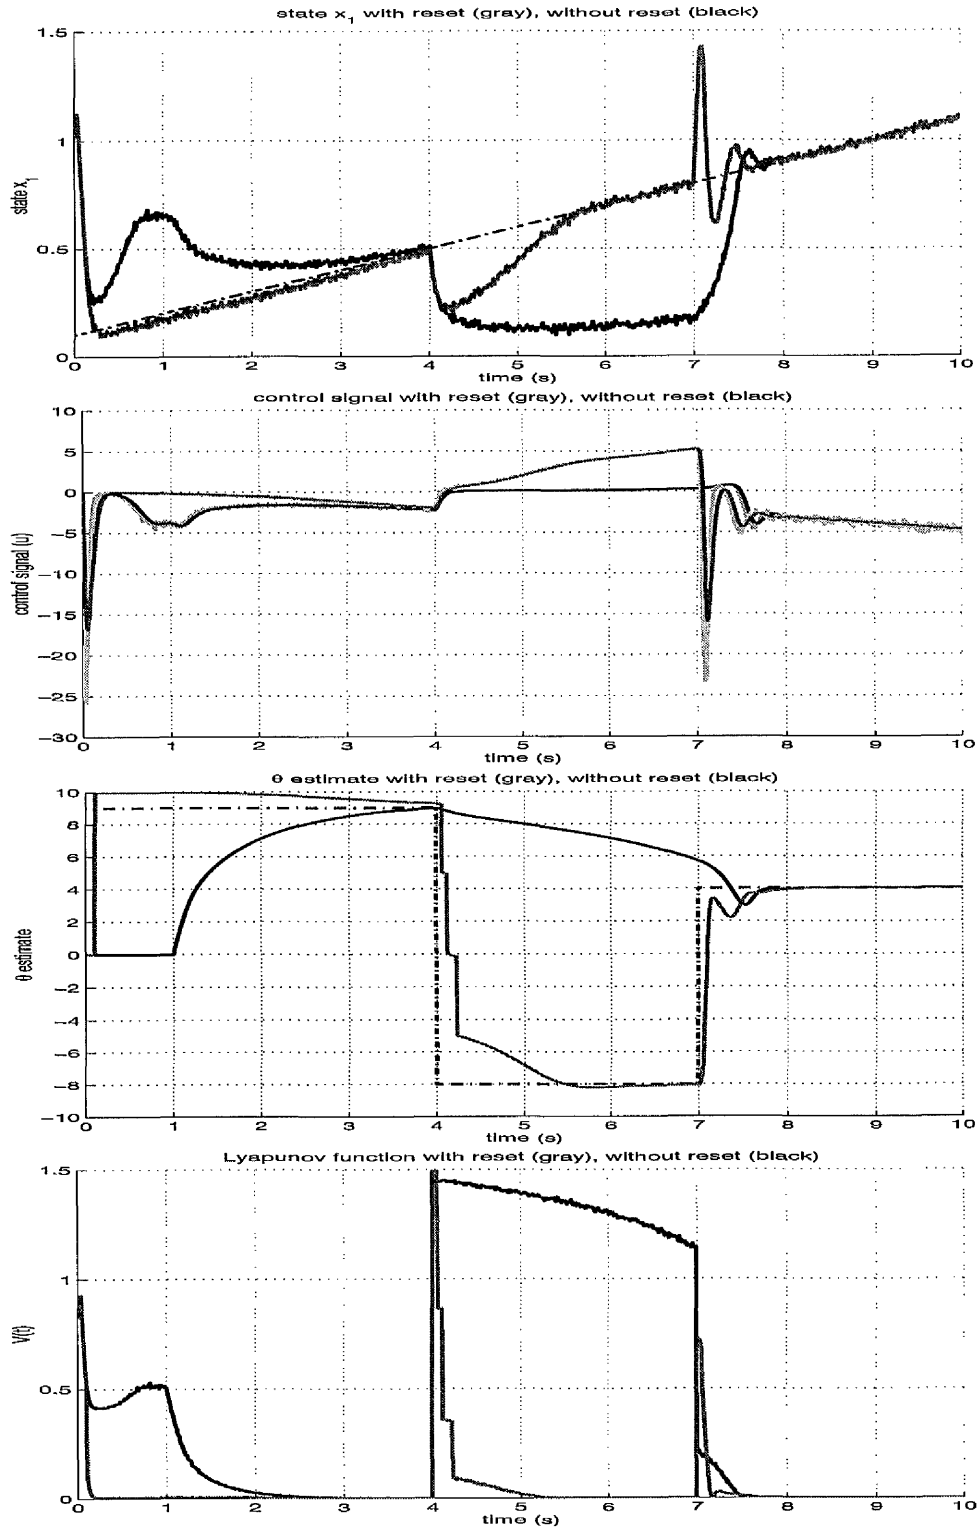 state x₁ with reset (gray), without reset (black)
1.5
1
0.5
0
state x₁
0 1 2 3 4 5 6 7 8 9 10
time (s)
control signal with reset (gray), without reset (black)
10
5
0
−5
−10
−15
−20
−25
−30
control signal (u)
0 1 2 3 4 5 6 7 8 9 10
time (s)
θ estimate with reset (gray), without reset (black)
10
8
6
4
2
0
−2
−4
−6
−8
−10
θ estimate
0 1 2 3 4 5 6 7 8 9 10
time (s)
Lyapunov function with reset (gray), without reset (black)
1.5
1
0.5
0
V(t)
0 1 2 3 4 5 6 7 8 9 10
time (s)